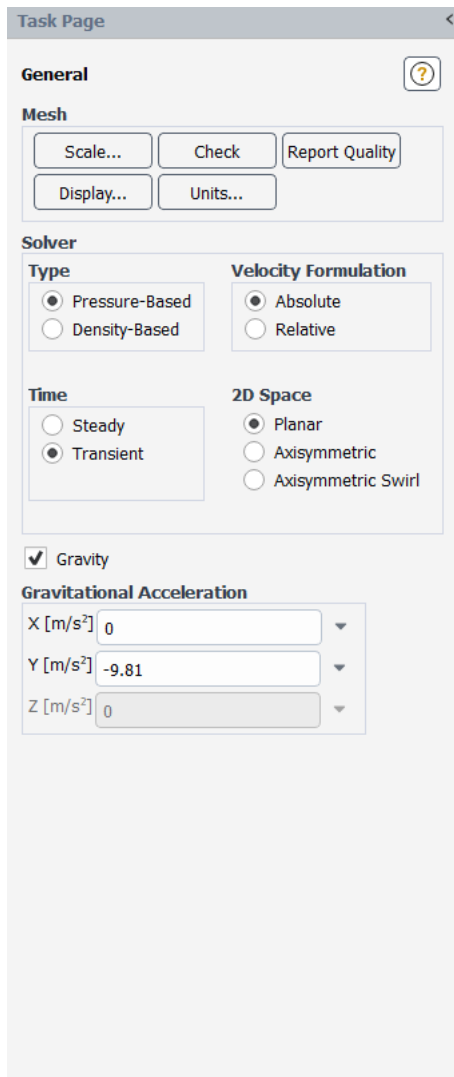 Task Page
General
Mesh
Scale... Check Report Quality
Display... Units...
Solver
Type Velocity Formulation
Pressure-Based Absolute
Density-Based Relative
Time 2D Space
Steady Planar
Transient Axisymmetric
Axisymmetric Swirl
Gravity
Gravitational Acceleration
X [m/s²] 0
Y [m/s²] -9.81
Z [m/s²] 0